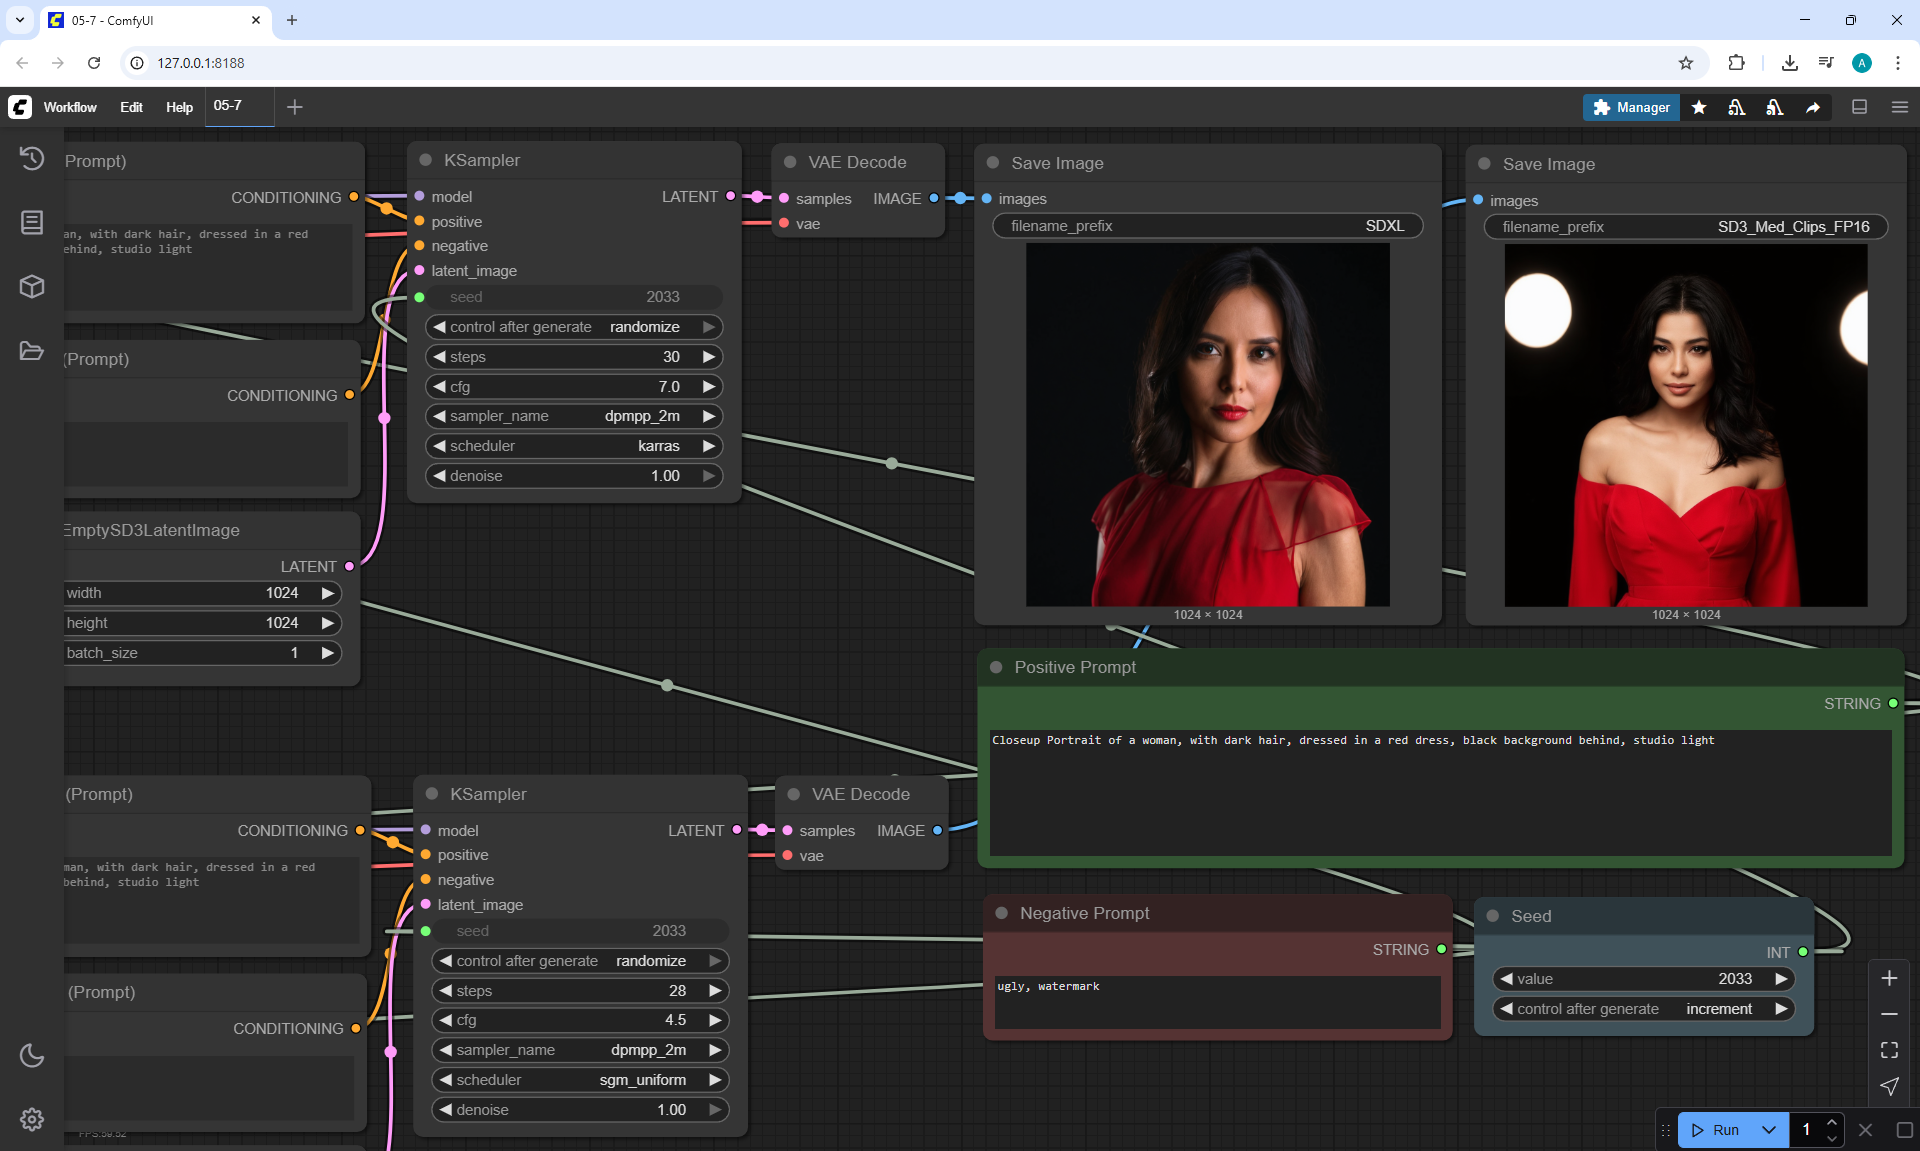 05-7 - ComfyUI
127.0.0.1:8188
A
Workflow
Edit
Help
05-7
Manager
Prompt)
CONDITIONING
an, with dark hair, dressed in a red
ehind, studio light
KSampler
model
LATENT
positive
negative
latent_image
seed 2033
control after generate randomize
steps 30
cfg 7.0
sampler_name dpmpp_2m
scheduler karras
denoise 1.00
VAE Decode
samples IMAGE
vae
Save Image
images
filename_prefix SDXL
1024 × 1024
Save Image
images
filename_prefix SD3_Med_Clips_FP16
1024 × 1024
(Prompt)
CONDITIONING
EmptySD3LatentImage
LATENT
width 1024
height 1024
batch_size 1
Positive Prompt
STRING
Closeup Portrait of a woman, with dark hair, dressed in a red dress, black background behind, studio light
(Prompt)
CONDITIONING
man, with dark hair, dressed in a red
behind, studio light
KSampler
model
LATENT
positive
negative
latent_image
seed 2033
control after generate randomize
steps 28
cfg 4.5
sampler_name dpmpp_2m
scheduler sgm_uniform
denoise 1.00
VAE Decode
samples IMAGE
vae
Negative Prompt
STRING
ugly, watermark
Seed
INT
value 2033
control after generate increment
(Prompt)
CONDITIONING
FPS:59.52
Run
1